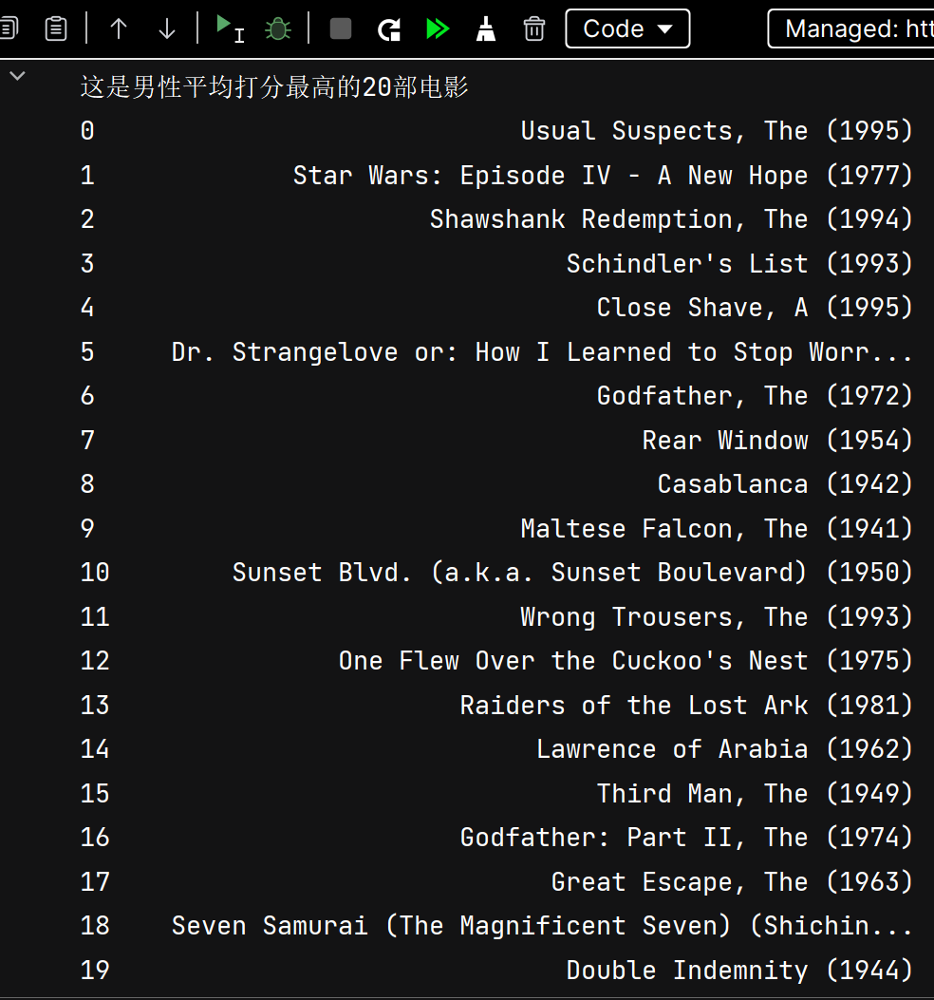 Code
Managed: htt
这是男性平均打分最高的20部电影
0 Usual Suspects, The (1995)
1 Star Wars: Episode IV - A New Hope (1977)
2 Shawshank Redemption, The (1994)
3 Schindler's List (1993)
4 Close Shave, A (1995)
5 Dr. Strangelove or: How I Learned to Stop Worr...
6 Godfather, The (1972)
7 Rear Window (1954)
8 Casablanca (1942)
9 Maltese Falcon, The (1941)
10 Sunset Blvd. (a.k.a. Sunset Boulevard) (1950)
11 Wrong Trousers, The (1993)
12 One Flew Over the Cuckoo's Nest (1975)
13 Raiders of the Lost Ark (1981)
14 Lawrence of Arabia (1962)
15 Third Man, The (1949)
16 Godfather: Part II, The (1974)
17 Great Escape, The (1963)
18 Seven Samurai (The Magnificent Seven) (Shichin...
19 Double Indemnity (1944)